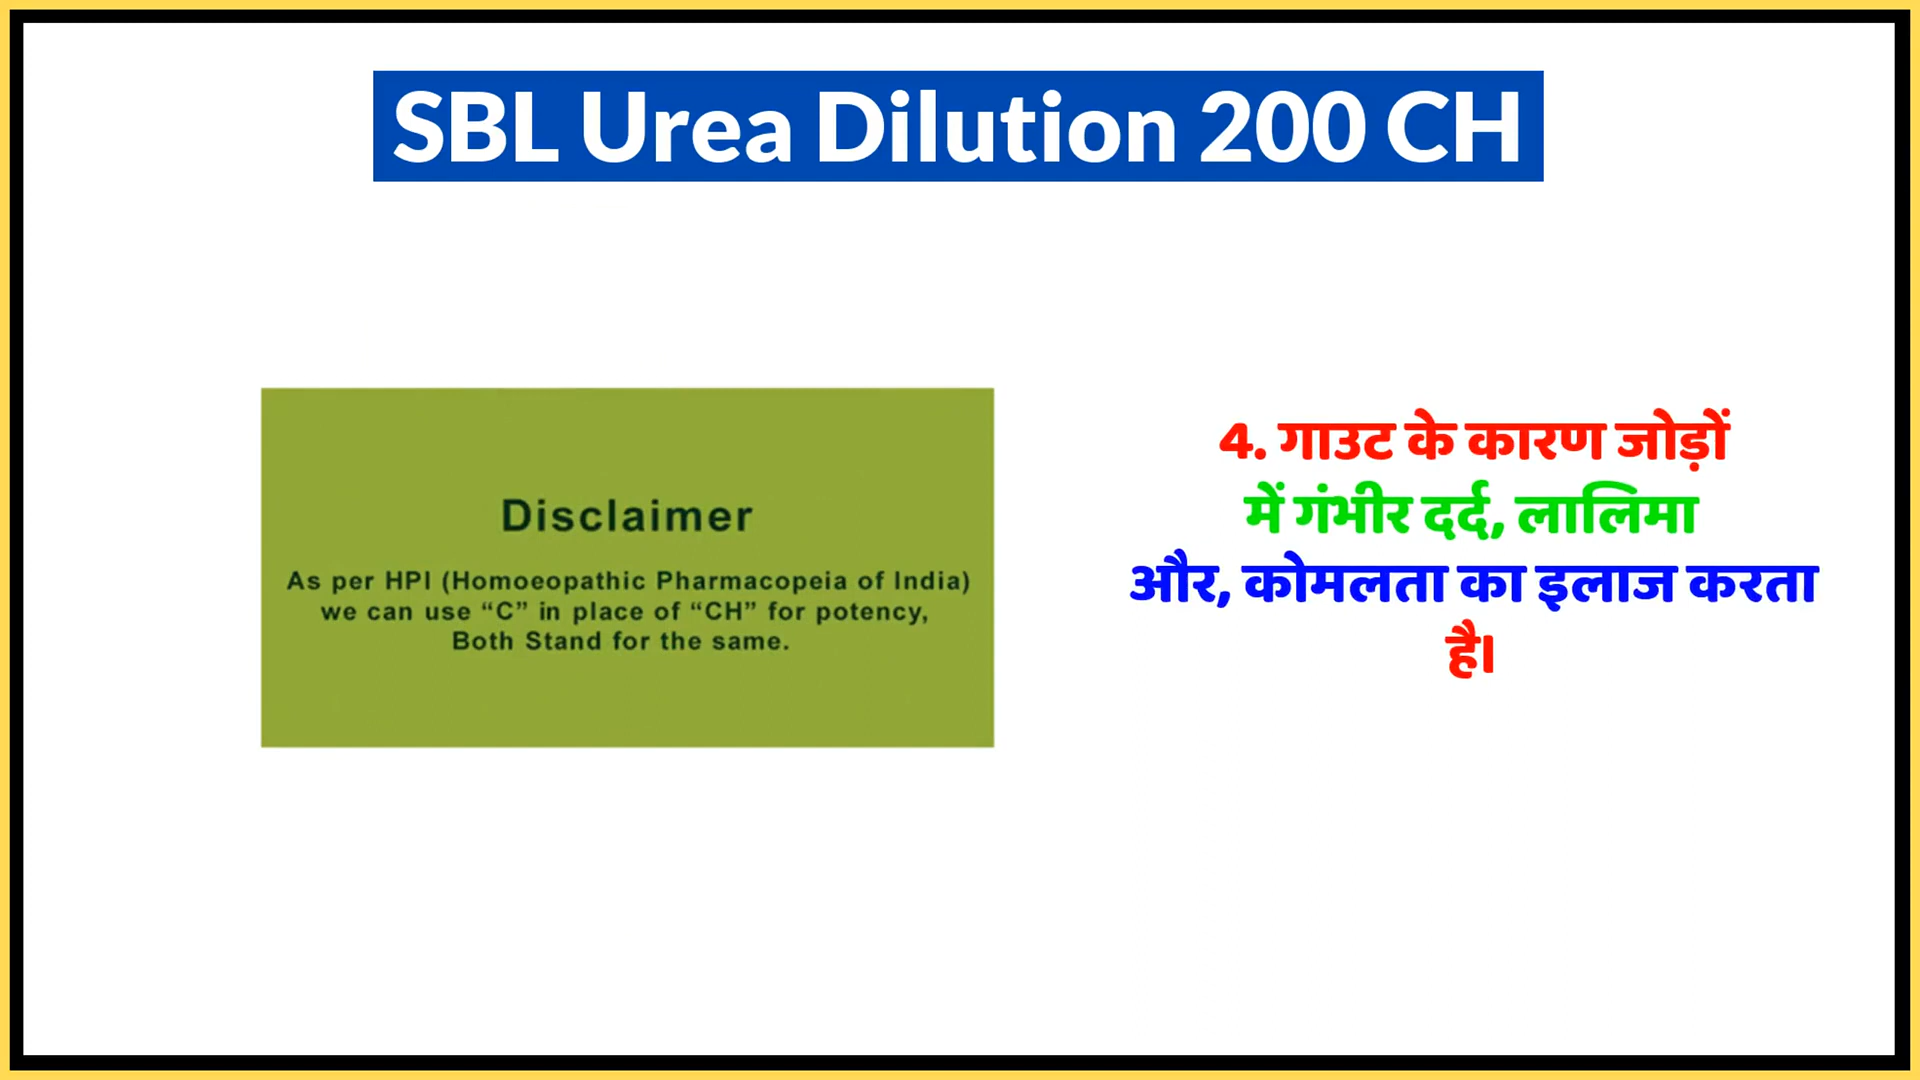 SBL Urea Dilution 200 CH
Disclaimer
As per HPI (Homoeopathic Pharmacopeia of India)
we can use “C” in place of “CH” for potency,
Both Stand for the same.
4. गाउट के कारण जोड़ों
में गंभीर दर्द, लालिमा
और, कोमलता का इलाज करता
है।